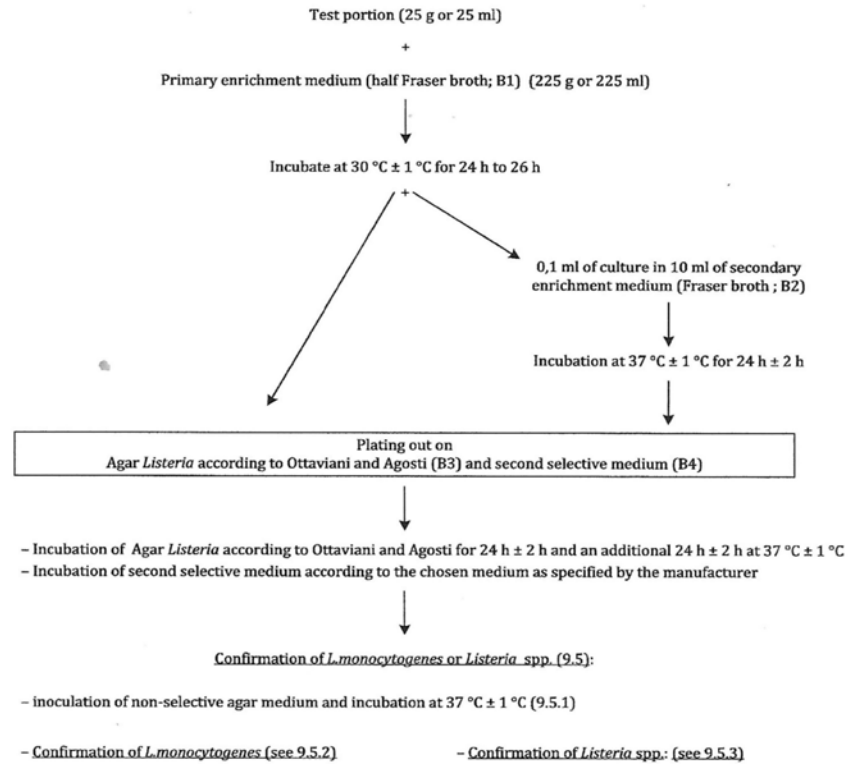 Test portion (25 g or 25 ml)
+
Primary enrichment medium (half Fraser broth; B1) (225 g or 225 ml)
Incubate at 30 °C ± 1 °C for 24 h to 26 h
+
0,1 ml of culture in 10 ml of secondary
enrichment medium (Fraser broth ; B2)
Incubation at 37 °C ± 1 °C for 24 h ± 2 h
Plating out on
Agar Listeria according to Ottaviani and Agosti (B3) and second selective medium (B4)
– Incubation of Agar Listeria according to Ottaviani and Agosti for 24 h ± 2 h and an additional 24 h ± 2 h at 37 °C ± 1 °C
– Incubation of second selective medium according to the chosen medium as specified by the manufacturer
Confirmation of L.monocytogenes or Listeria spp. (9.5):
– inoculation of non-selective agar medium and incubation at 37 °C ± 1 °C (9.5.1)
– Confirmation of L.monocytogenes (see 9.5.2)
– Confirmation of Listeria spp.: (see 9.5.3)